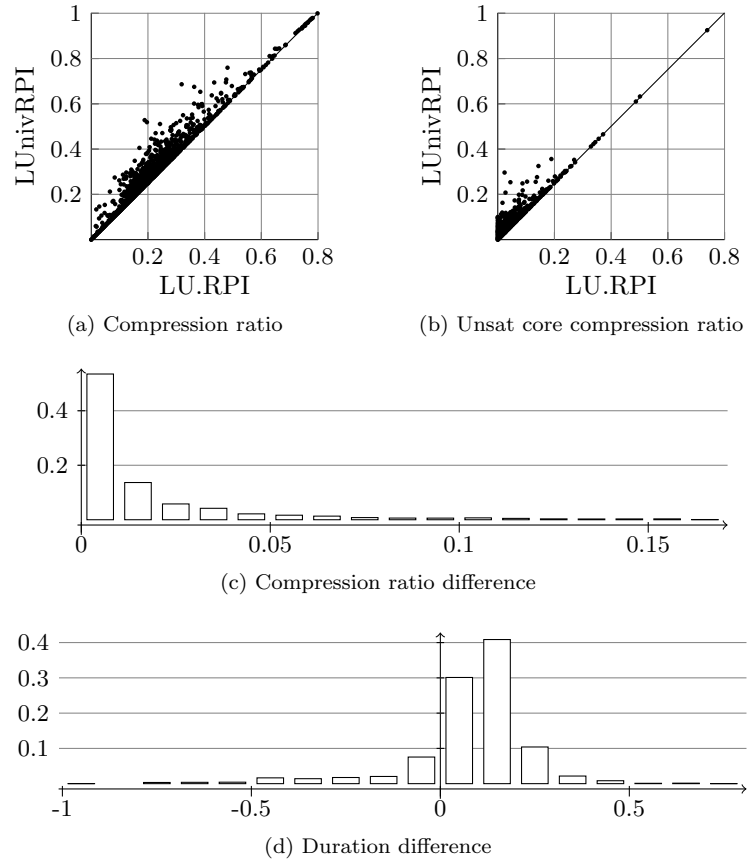 1
0.8
0.6
0.4
0.2
LUnivRPI
0.2 0.4 0.6 0.8
LU.RPI
(a) Compression ratio
1
0.8
0.6
0.4
0.2
LUnivRPI
0.2 0.4 0.6 0.8
LU.RPI
(b) Unsat core compression ratio
0.4
0.2
0 0.05 0.1 0.15
(c) Compression ratio difference
0.4
0.3
0.2
0.1
-1 -0.5 0 0.5
(d) Duration difference